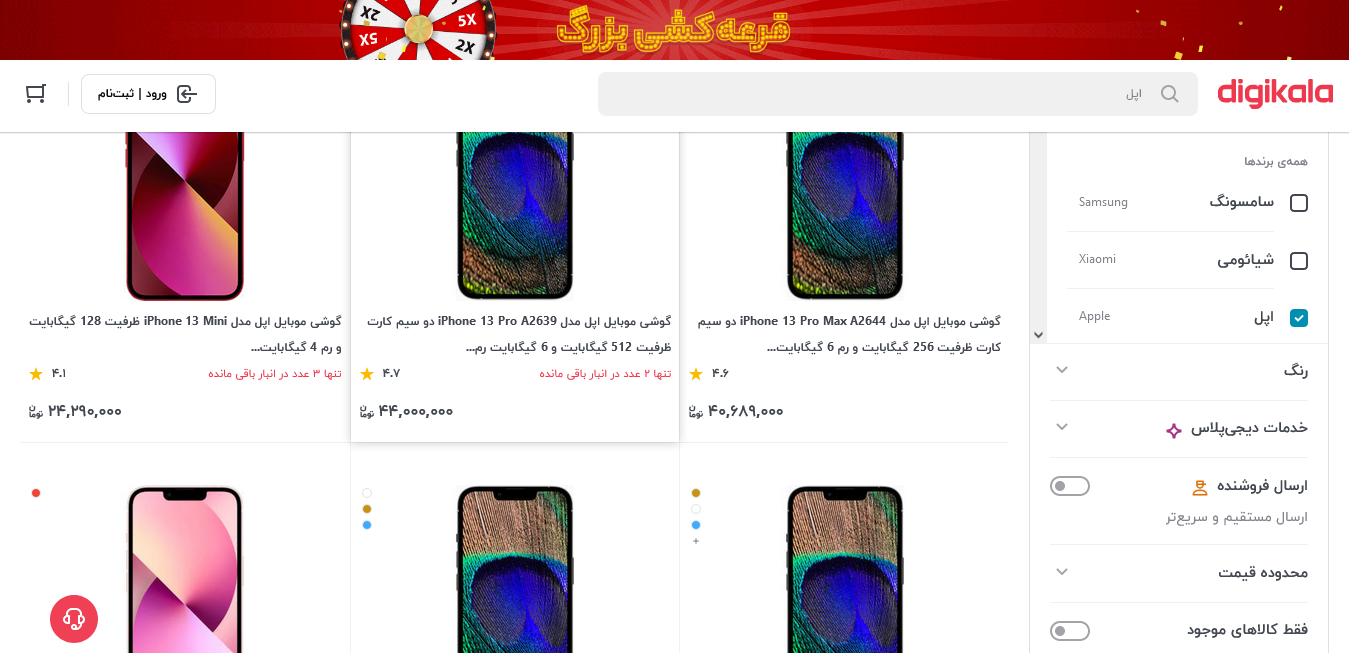 5X
2X
2X
5X
قرعه‌کشی بزرگ
digikala
اپل
ورود | ثبت‌نام
همه‌ی برندها
سامسونگ Samsung
شیائومی Xiaomi
اپل Apple
رنگ
خدمات دیجی‌پلاس
ارسال فروشنده
ارسال مستقیم و سریع‌تر
محدوده قیمت
فقط کالاهای موجود
گوشی موبایل اپل مدل iPhone 13 Pro Max A2644 دو سیم
کارت ظرفیت 256 گیگابایت و رم 6 گیگابایت...
تنها ۲ عدد در انبار باقی مانده
۴.۶
۴۰,۶۸۹,۰۰۰ تومان
گوشی موبایل اپل مدل iPhone 13 Pro A2639 دو سیم کارت
ظرفیت 512 گیگابایت و 6 گیگابایت رم...
۴.۷
۴۴,۰۰۰,۰۰۰ تومان
گوشی موبایل اپل مدل iPhone 13 Mini ظرفیت 128 گیگابایت
و رم 4 گیگابایت...
تنها ۳ عدد در انبار باقی مانده
۴.۱
۲۴,۲۹۰,۰۰۰ تومان
+